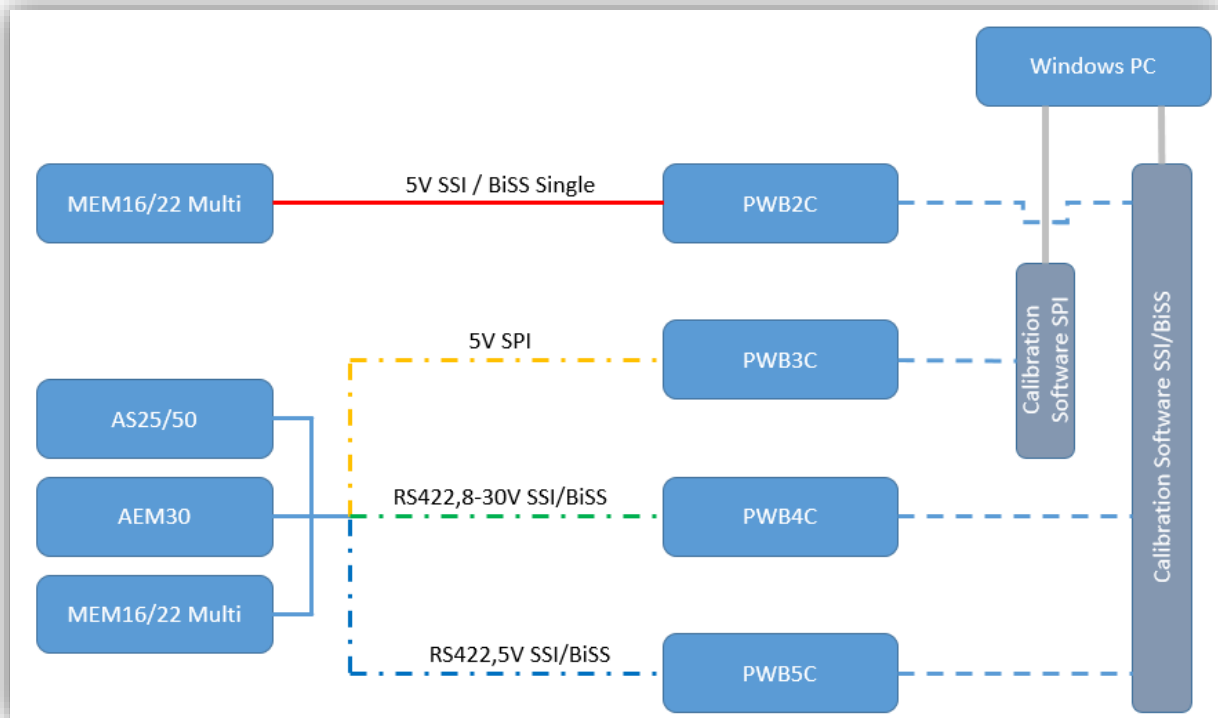 Windows PC
MEM16/22 Multi
5V SSI / BiSS Single
PWB2C
5V SPI
PWB3C
Calibration
Software SPI
Calibration Software SSI/BiSS
AS25/50
AEM30
RS422,8-30V SSI/BiSS
PWB4C
MEM16/22 Multi
RS422,5V SSI/BiSS
PWB5C